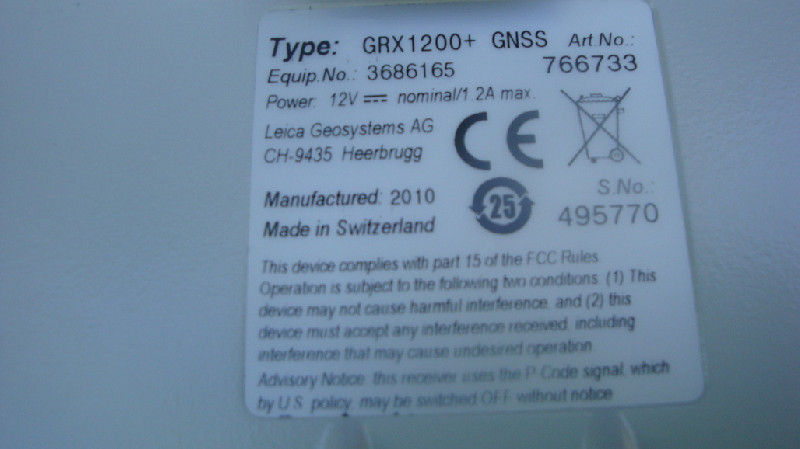 Type: GRX1200+ GNSS Art.No.:
Equip.No.: 3686165 766733
Power: 12V nominal/1.2A max.
Leica Geosystems AG
CH-9435 Heerbrugg
CE
Manufactured: 2010
Made in Switzerland
25
S.No.:
495770
This device complies with part 15 of the FCC Rules.
Operation is subject to the following two conditions: (1) This
device may not cause harmful interference, and (2) this
device must accept any interference received, including
interference that may cause undesired operation.
Advisory Notice: this receiver uses the P-Code signal, which
by U.S. policy, may be switched OFF without notice.